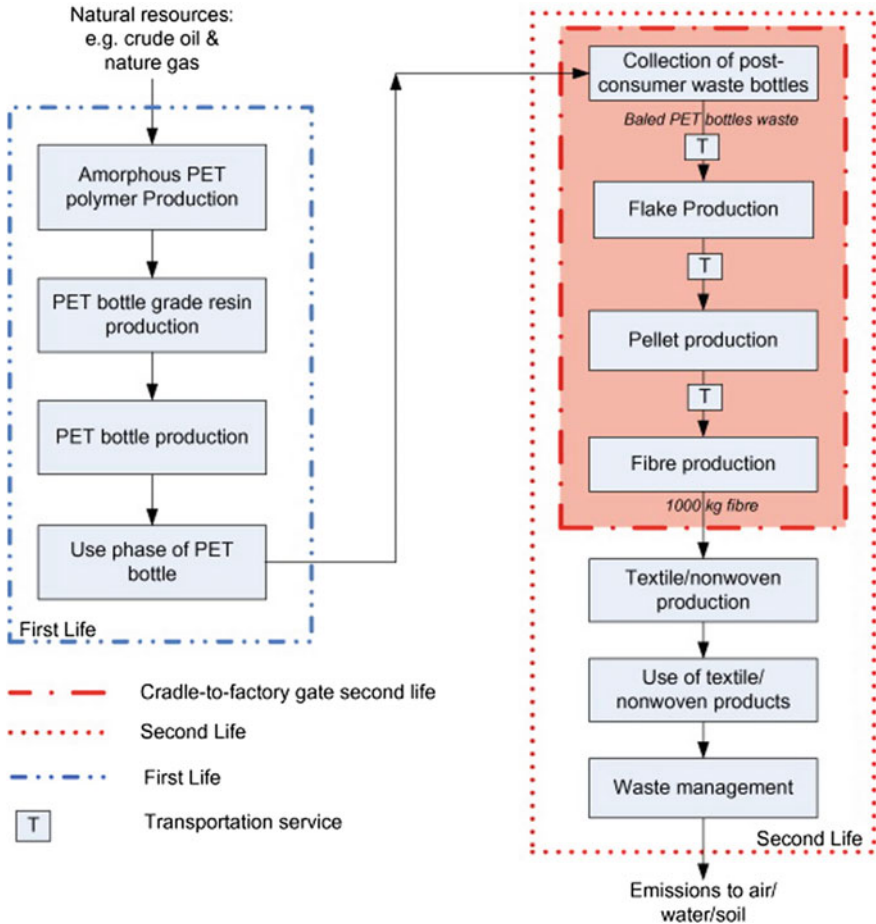 Natural resources:
e.g. crude oil &
nature gas
Amorphous PET
polymer Production
PET bottle grade resin
production
PET bottle production
Use phase of PET
bottle
First Life
Collection of post-
consumer waste bottles
Baled PET bottles waste
T
Flake Production
T
Pellet production
T
Fibre production
1000 kg fibre
Textile/nonwoven
production
Use of textile/
nonwoven products
Waste management
Second Life
Emissions to air/
water/soil
Cradle-to-factory gate second life
Second Life
First Life
T
Transportation service